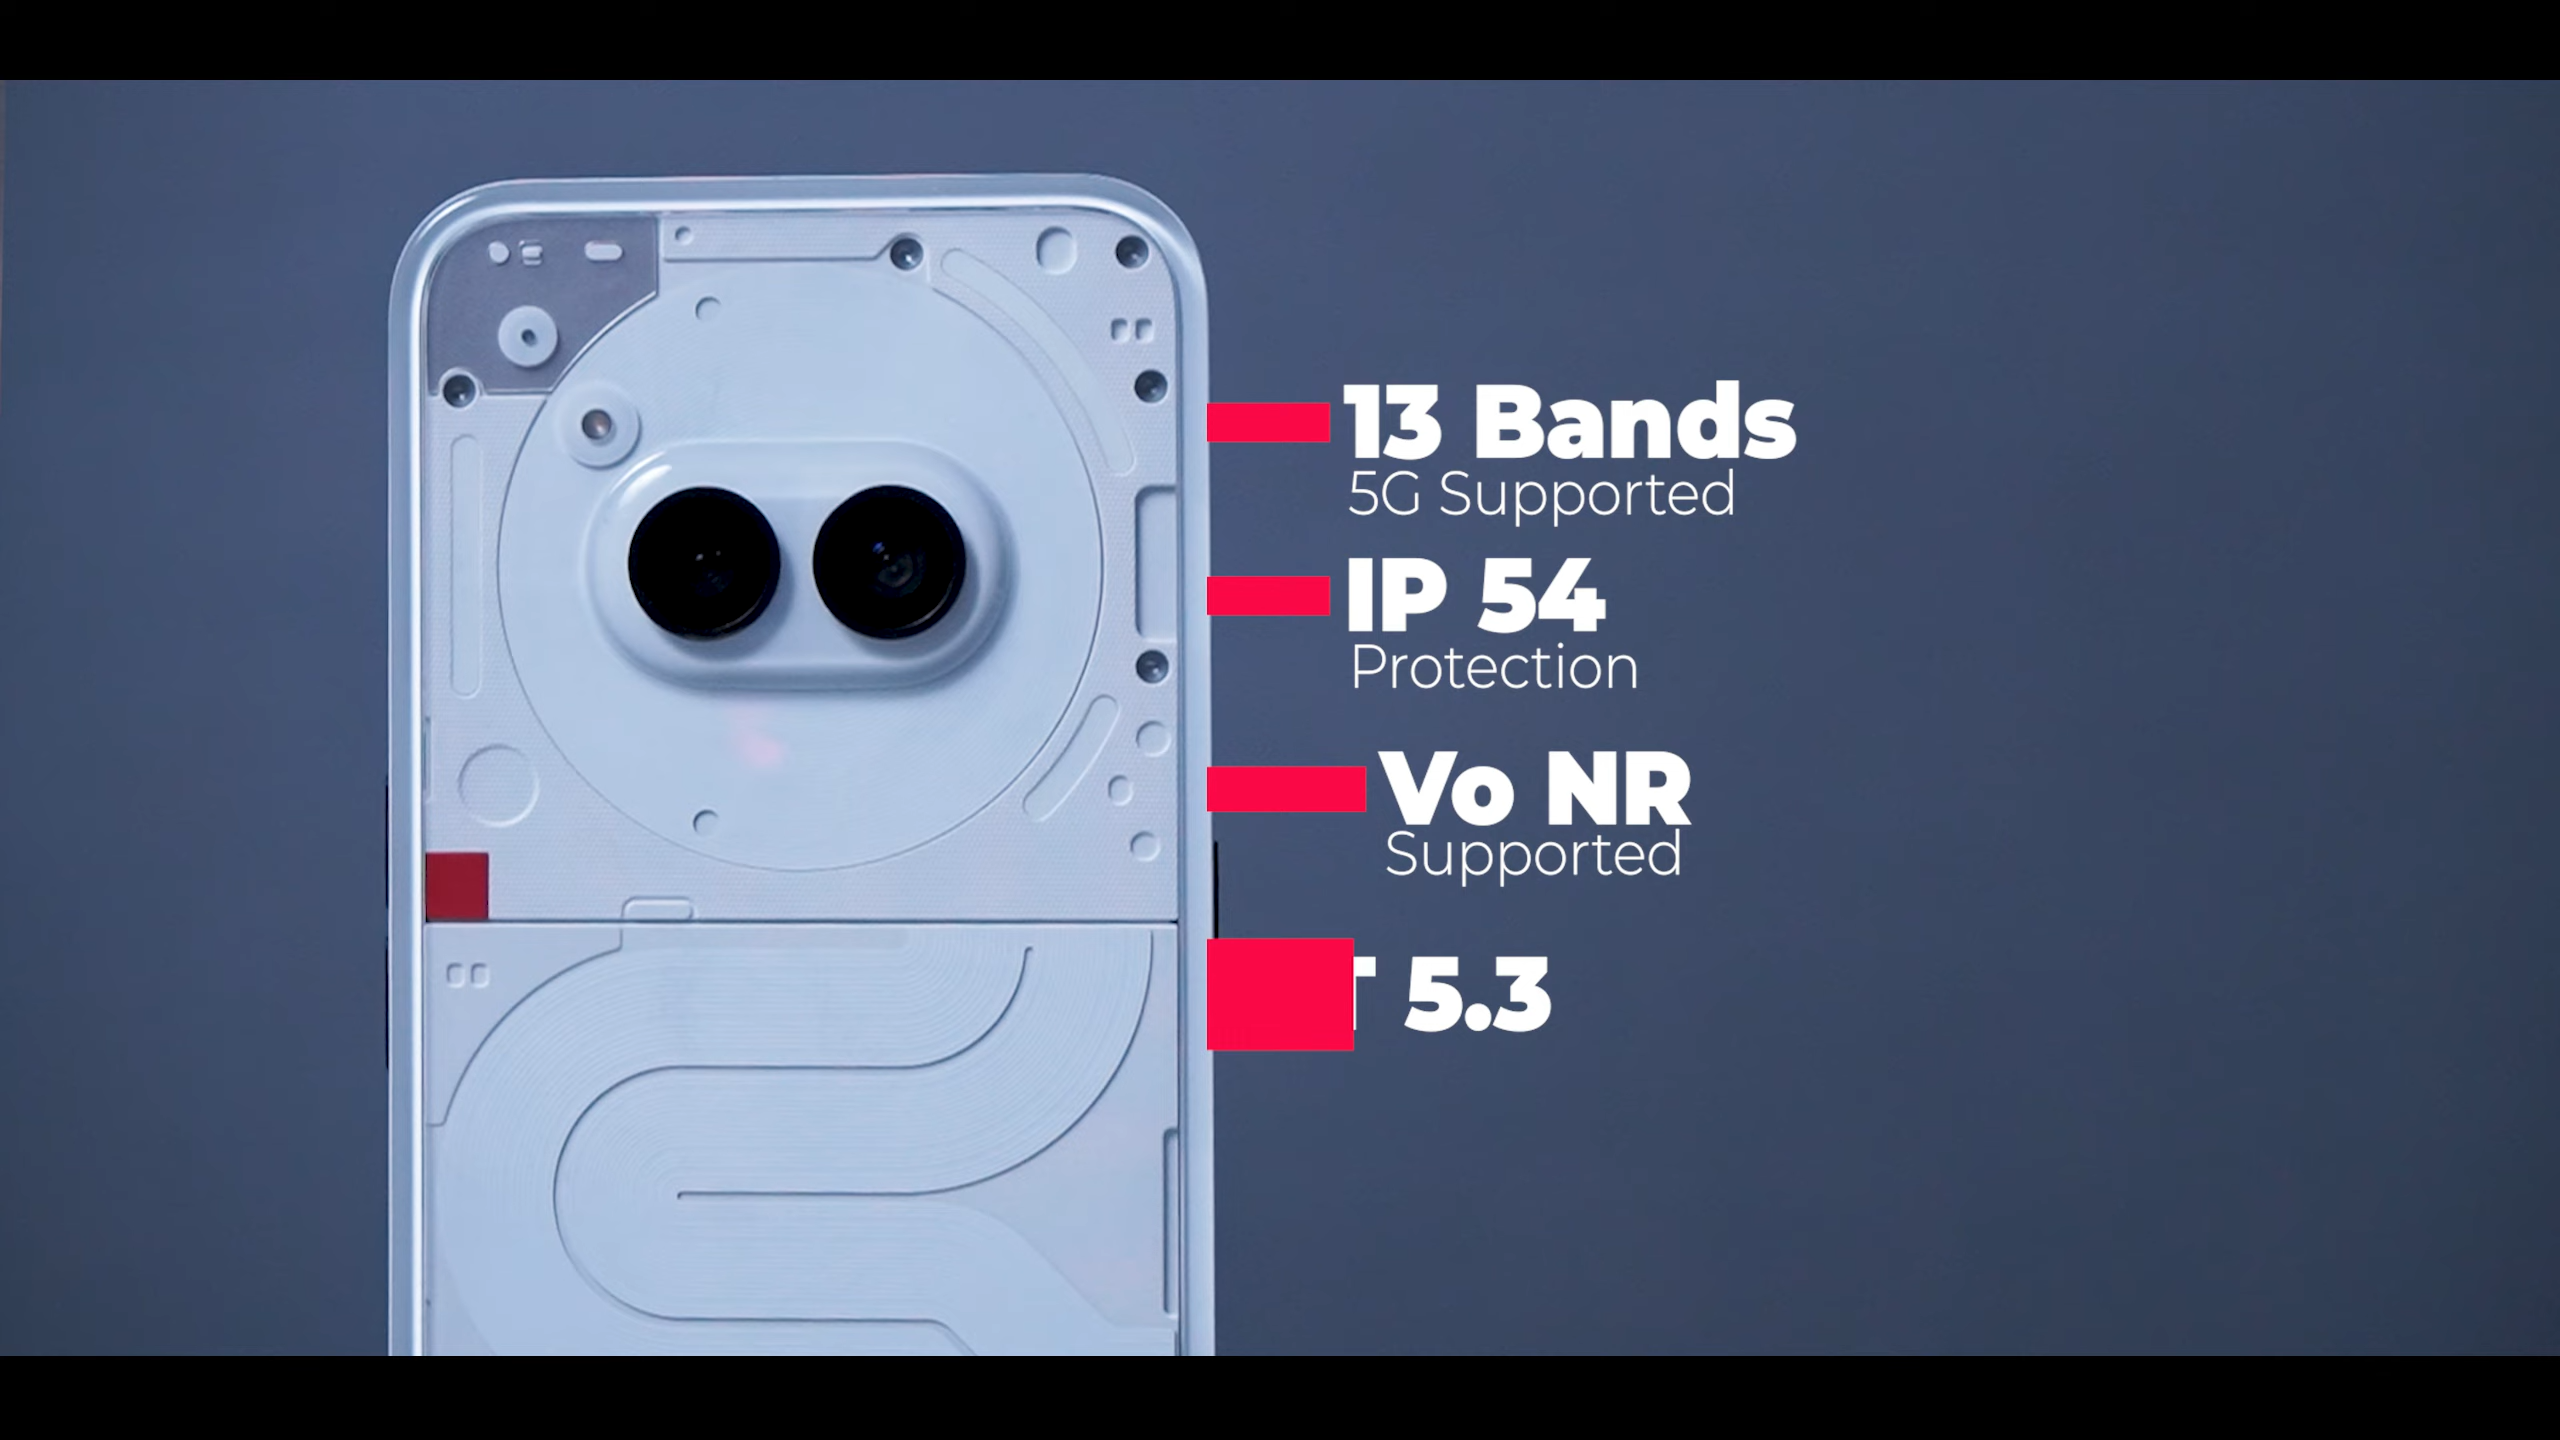 13 Bands
5G Supported
IP 54
Protection
Vo NR
Supported
5.3